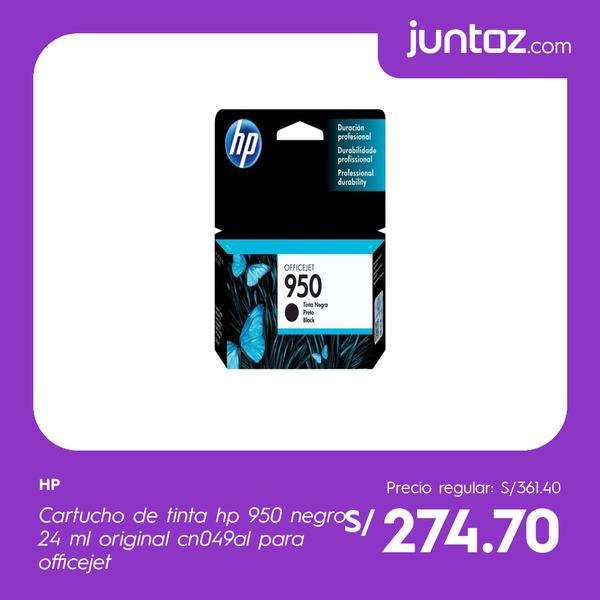 juntoz.com
hp
Duración
profesional
Durabilidade
profissional
Professional
durability
OFFICEJET
950
Tinta Negra
Preto
Black
HP
Precio regular: S/361.40
Cartucho de tinta hp 950 negro
24 ml original cn049al para
officejet
S/ 274.70